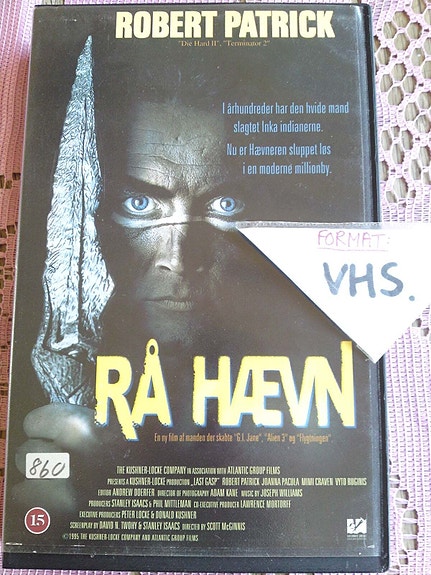 ROBERT PATRICK
"Die Hard II", "Terminator 2"
I århundreder har den hvide mand
slagtet Inka indianerne.
Nu er Hævneren sluppet løs
i en moderne millionby.
FORMAT:
VHS.
RÅ HÆVN
En ny film af manden der skabte "G.I. Jane", "Alien 3" og "Flygtningen"
860
THE KUSHNER-LOCKE COMPANY IN ASSOCIATION WITH ATLANTIC GROUP FILMS
PRESENTS A KUSHNER-LOCKE PRODUCTION "LAST GASP" ROBERT PATRICK JOANNA PACULA MIMI CRAVEN VYTO RUGINIS
EDITOR ANDREW DOERFER DIRECTOR OF PHOTOGRAPHY ADAM KANE MUSIC BY JOSEPH WILLIAMS
PRODUCERS STANLEY ISAACS & PHIL MITTLEMAN CO-EXECUTIVE PRODUCER LAWRENCE MORTORFF
EXECUTIVE PRODUCERS PETER LOCKE & DONALD KUSHNER
SCREENPLAY BY DAVID N. TWOHY & STANLEY ISAACS DIRECTED BY SCOTT McGINNIS
15
©1995 THE KUSHNER-LOCKE COMPANY AND ATLANTIC GROUP FILMS